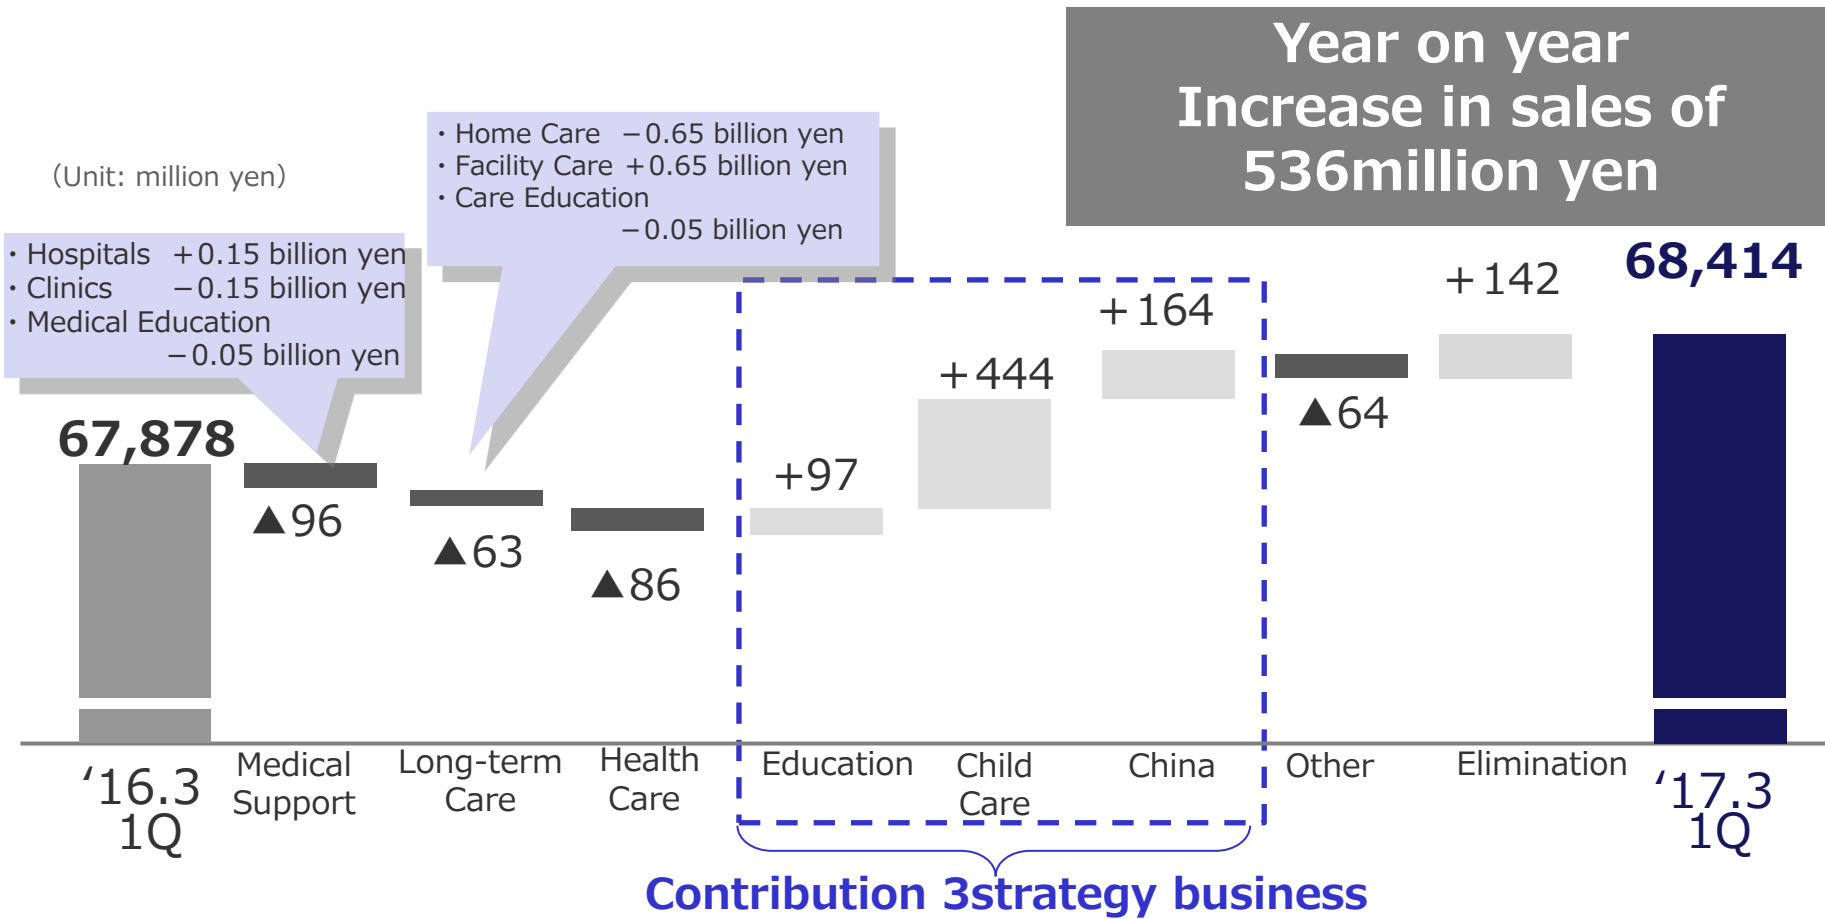 Year on year
Increase in sales of
536million yen
(Unit: million yen)
・Home Care －0.65 billion yen
・Facility Care +0.65 billion yen
・Care Education
－0.05 billion yen
・Hospitals +0.15 billion yen
・Clinics －0.15 billion yen
・Medical Education
－0.05 billion yen
67,878
▲96
▲63
▲86
+97
+444
+164
▲64
+142
68,414
‘16.3
1Q
Medical
Support
Long-term
Care
Health
Care
Education
Child
Care
China
Other
Elimination
‘17.3
1Q
Contribution 3strategy business